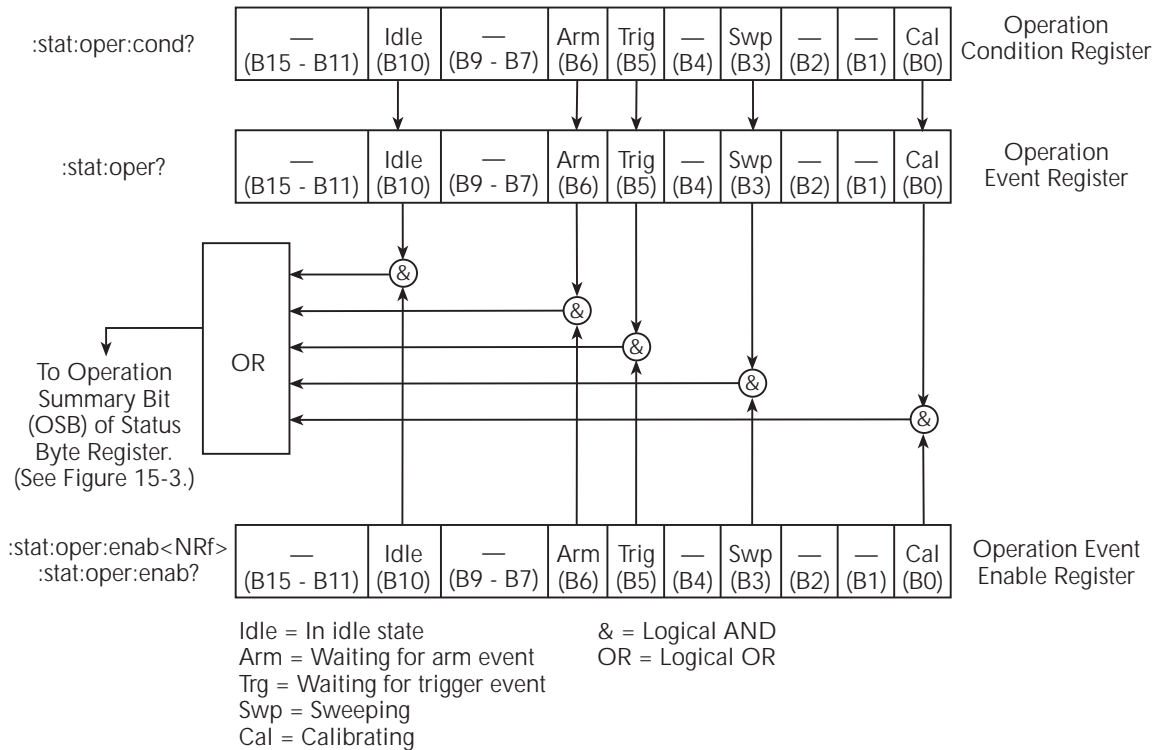 :stat:oper:cond?
— Idle — Arm Trig — Swp — — Cal
(B15 - B11) (B10) (B9 - B7) (B6) (B5) (B4) (B3) (B2) (B1) (B0)
Operation
Condition Register
:stat:oper?
— Idle — Arm Trig — Swp — — Cal
(B15 - B11) (B10) (B9 - B7) (B6) (B5) (B4) (B3) (B2) (B1) (B0)
Operation
Event Register
&
&
&
&
&
OR
To Operation
Summary Bit
(OSB) of Status
Byte Register.
(See Figure 15-3.)
:stat:oper:enab<NRf>
:stat:oper:enab?
— Idle — Arm Trig — Swp — — Cal
(B15 - B11) (B10) (B9 - B7) (B6) (B5) (B4) (B3) (B2) (B1) (B0)
Operation Event
Enable Register
Idle = In idle state
Arm = Waiting for arm event
Trg = Waiting for trigger event
Swp = Sweeping
Cal = Calibrating
& = Logical AND
OR = Logical OR